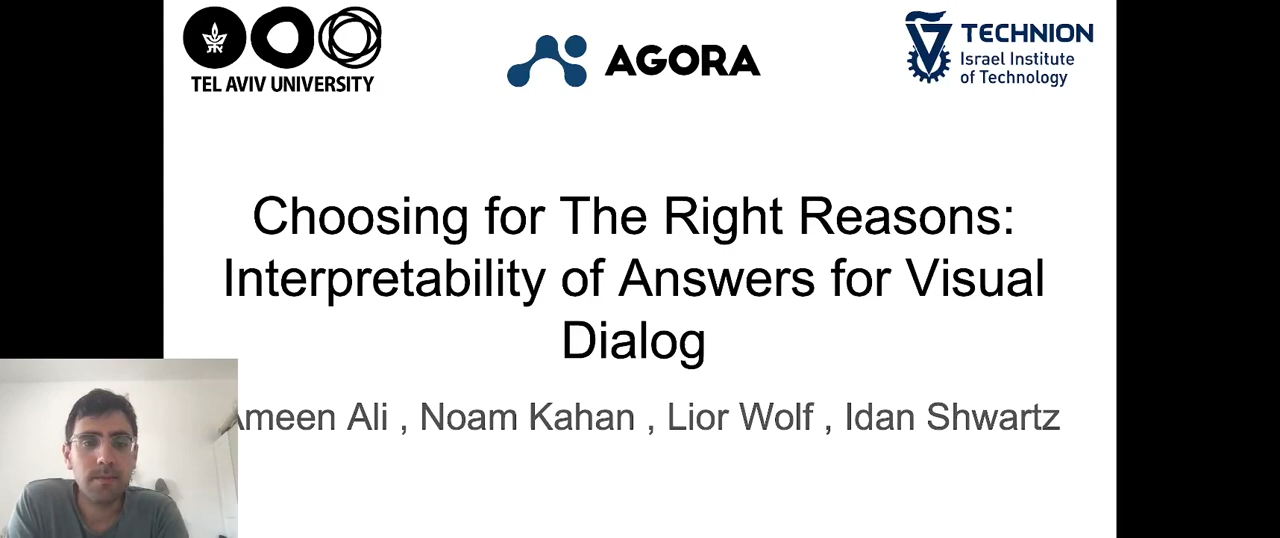 TEL AVIV UNIVERSITY
AGORA
TECHNION
Israel Institute
of Technology
Choosing for The Right Reasons:
Interpretability of Answers for Visual
Dialog
Ameen Ali , Noam Kahan , Lior Wolf , Idan Shwartz